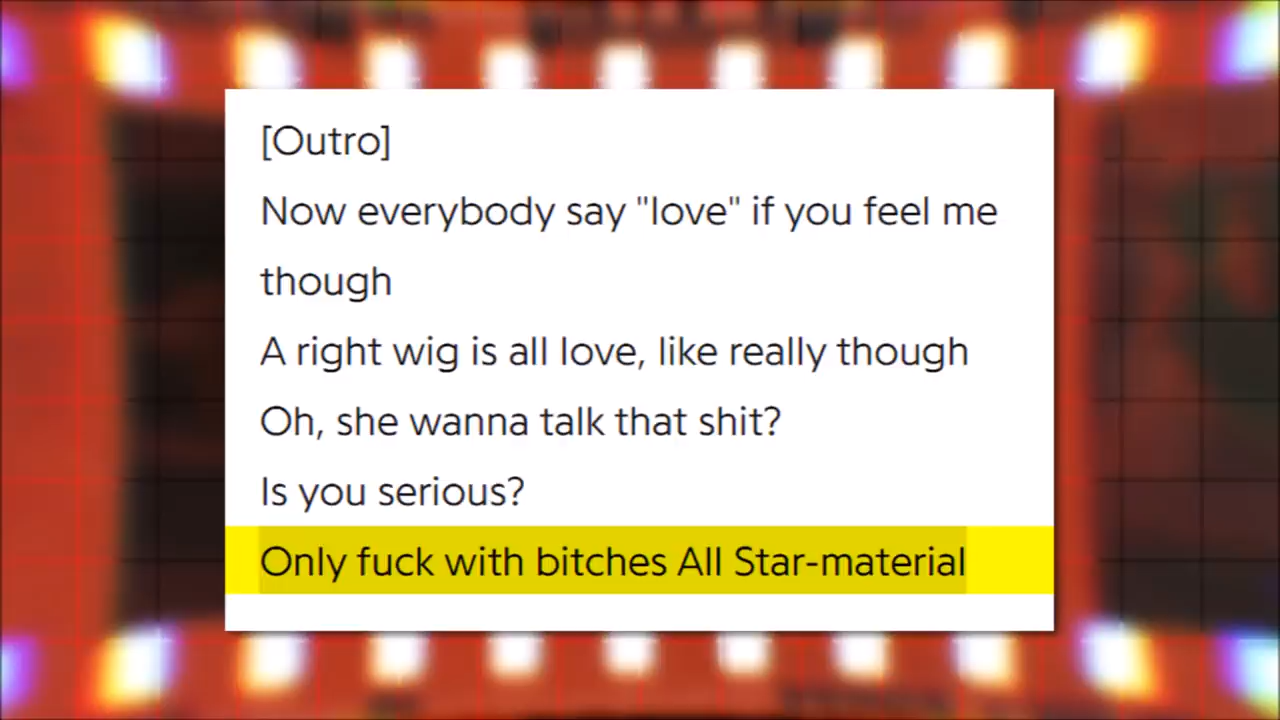 [Outro]
Now everybody say "love" if you feel me
though
A right wig is all love, like really though
Oh, she wanna talk that shit?
Is you serious?
Only fuck with bitches All Star-material